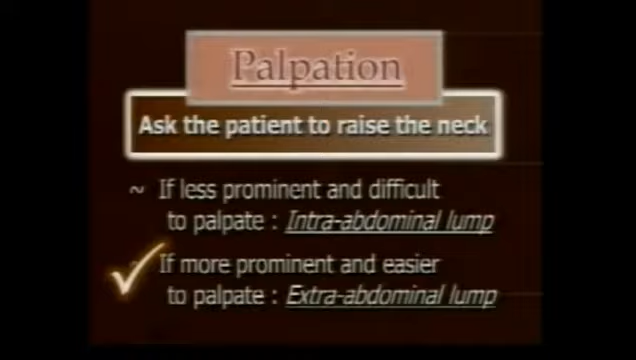 Palpation
Ask the patient to raise the neck
~ If less prominent and difficult
to palpate : Intra-abdominal lump
If more prominent and easier
to palpate : Extra-abdominal lump